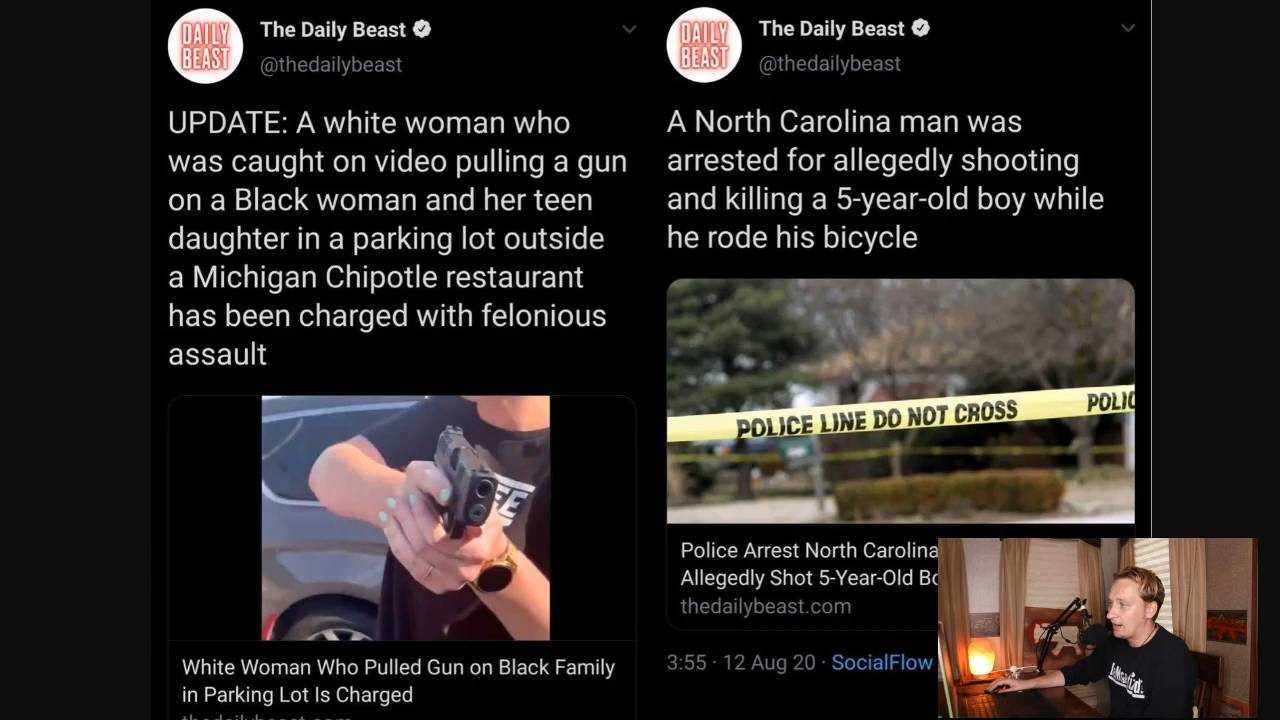 DAILY
BEAST
The Daily Beast
@thedailybeast
UPDATE: A white woman who
was caught on video pulling a gun
on a Black woman and her teen
daughter in a parking lot outside
a Michigan Chipotle restaurant
has been charged with felonious
assault
FE
White Woman Who Pulled Gun on Black Family
in Parking Lot Is Charged
thedailybeast.com
DAILY
BEAST
The Daily Beast
@thedailybeast
A North Carolina man was
arrested for allegedly shooting
and killing a 5-year-old boy while
he rode his bicycle
POLICE LINE DO NOT CROSS POLIC
Police Arrest North Carolina
Allegedly Shot 5-Year-Old Bo
thedailybeast.com
3:55 · 12 Aug 20 · SocialFlow